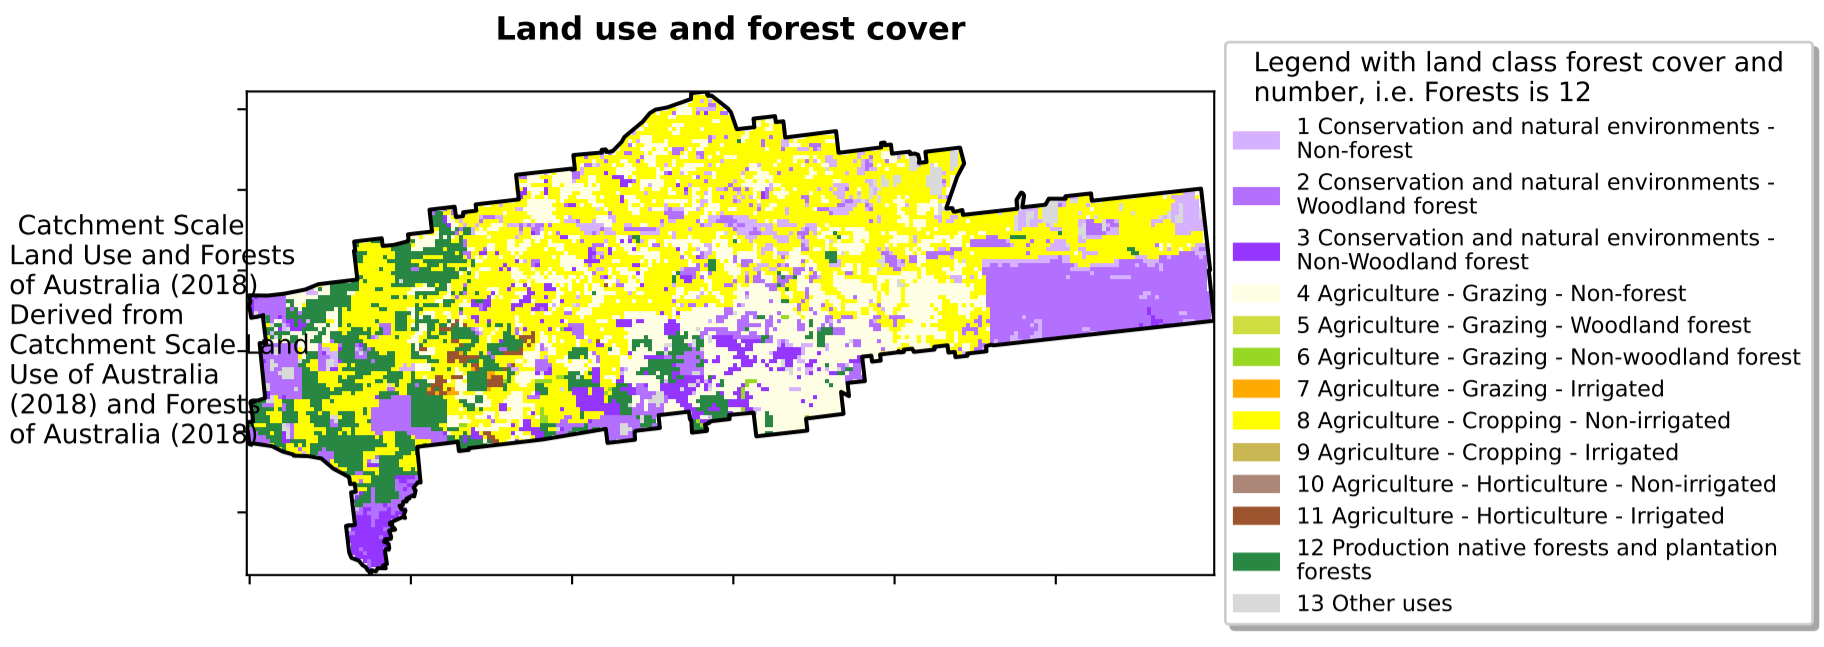 Land use and forest cover
Catchment Scale
Land Use and Forests
of Australia (2018)
Derived from
Catchment Scale Land
Use of Australia
(2018) and Forests
of Australia (2018)
Legend with land class forest cover and
number, i.e. Forests is 12
1 Conservation and natural environments -
Non-forest
2 Conservation and natural environments -
Woodland forest
3 Conservation and natural environments -
Non-Woodland forest
4 Agriculture - Grazing - Non-forest
5 Agriculture - Grazing - Woodland forest
6 Agriculture - Grazing - Non-woodland forest
7 Agriculture - Grazing - Irrigated
8 Agriculture - Cropping - Non-irrigated
9 Agriculture - Cropping - Irrigated
10 Agriculture - Horticulture - Non-irrigated
11 Agriculture - Horticulture - Irrigated
12 Production native forests and plantation
forests
13 Other uses